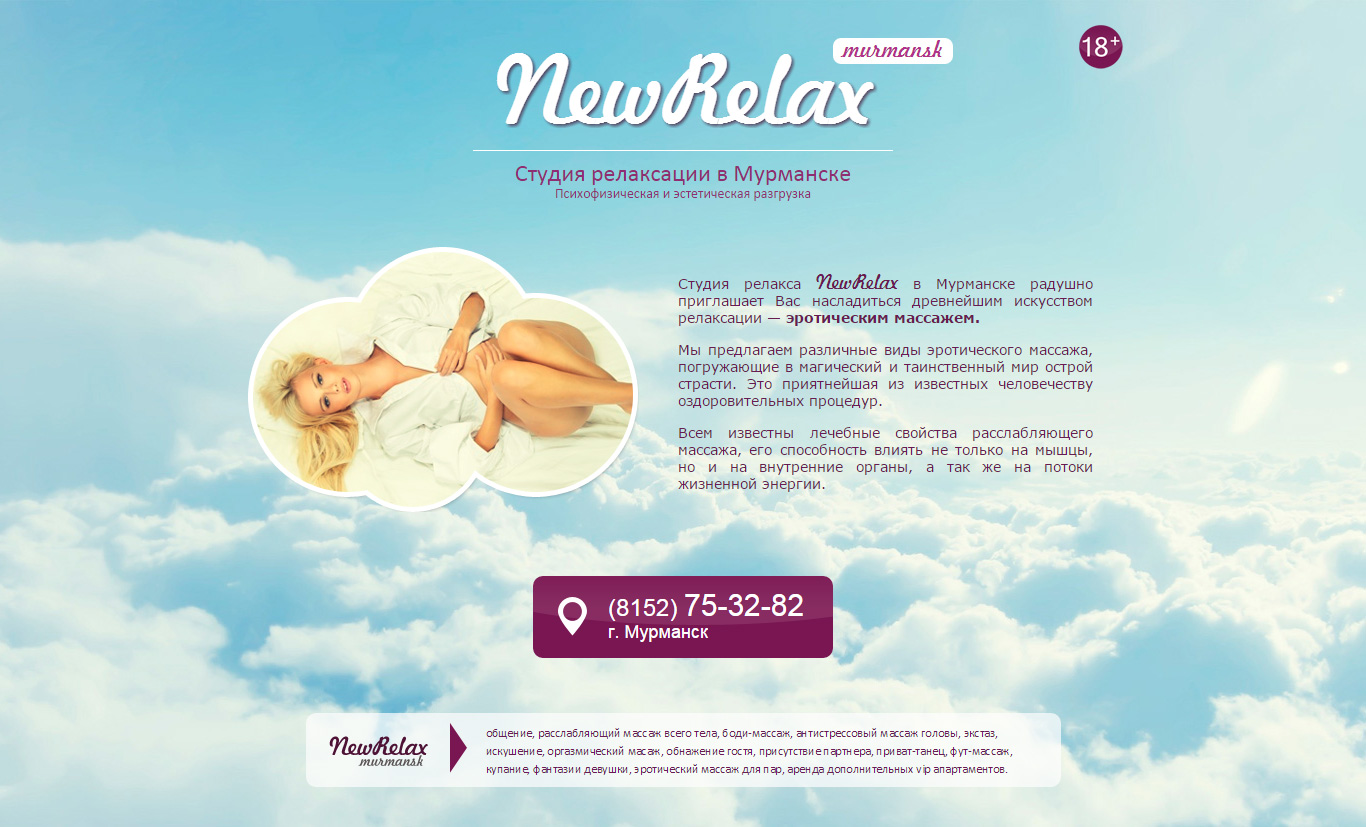 murmansk
18+
NewRelax
Студия релаксации в Мурманске
Психофизическая и эстетическая разгрузка
Студия релакса NewRelax в Мурманске радушно
приглашает Вас насладиться древнейшим искусством
релаксации — эротическим массажем.
Мы предлагаем различные виды эротического массажа,
погружающие в магический и таинственный мир острой
страсти. Это приятнейшая из известных человечеству
оздоровительных процедур.
Всем известны лечебные свойства расслабляющего
массажа, его способность влиять не только на мышцы,
но и на внутренние органы, а так же на потоки
жизненной энергии.
(8152) 75-32-82
г. Мурманск
NewRelax
murmansk
общение, расслабляющий массаж всего тела, боди-массаж, антистрессовый массаж головы, экстаз,
искушение, оргазмический масаж, обнажение гостя, присутствие партнера, приват-танец, фут-массаж,
купание, фантазии девушки, эротический массаж для пар, аренда дополнительных vip апартаментов.